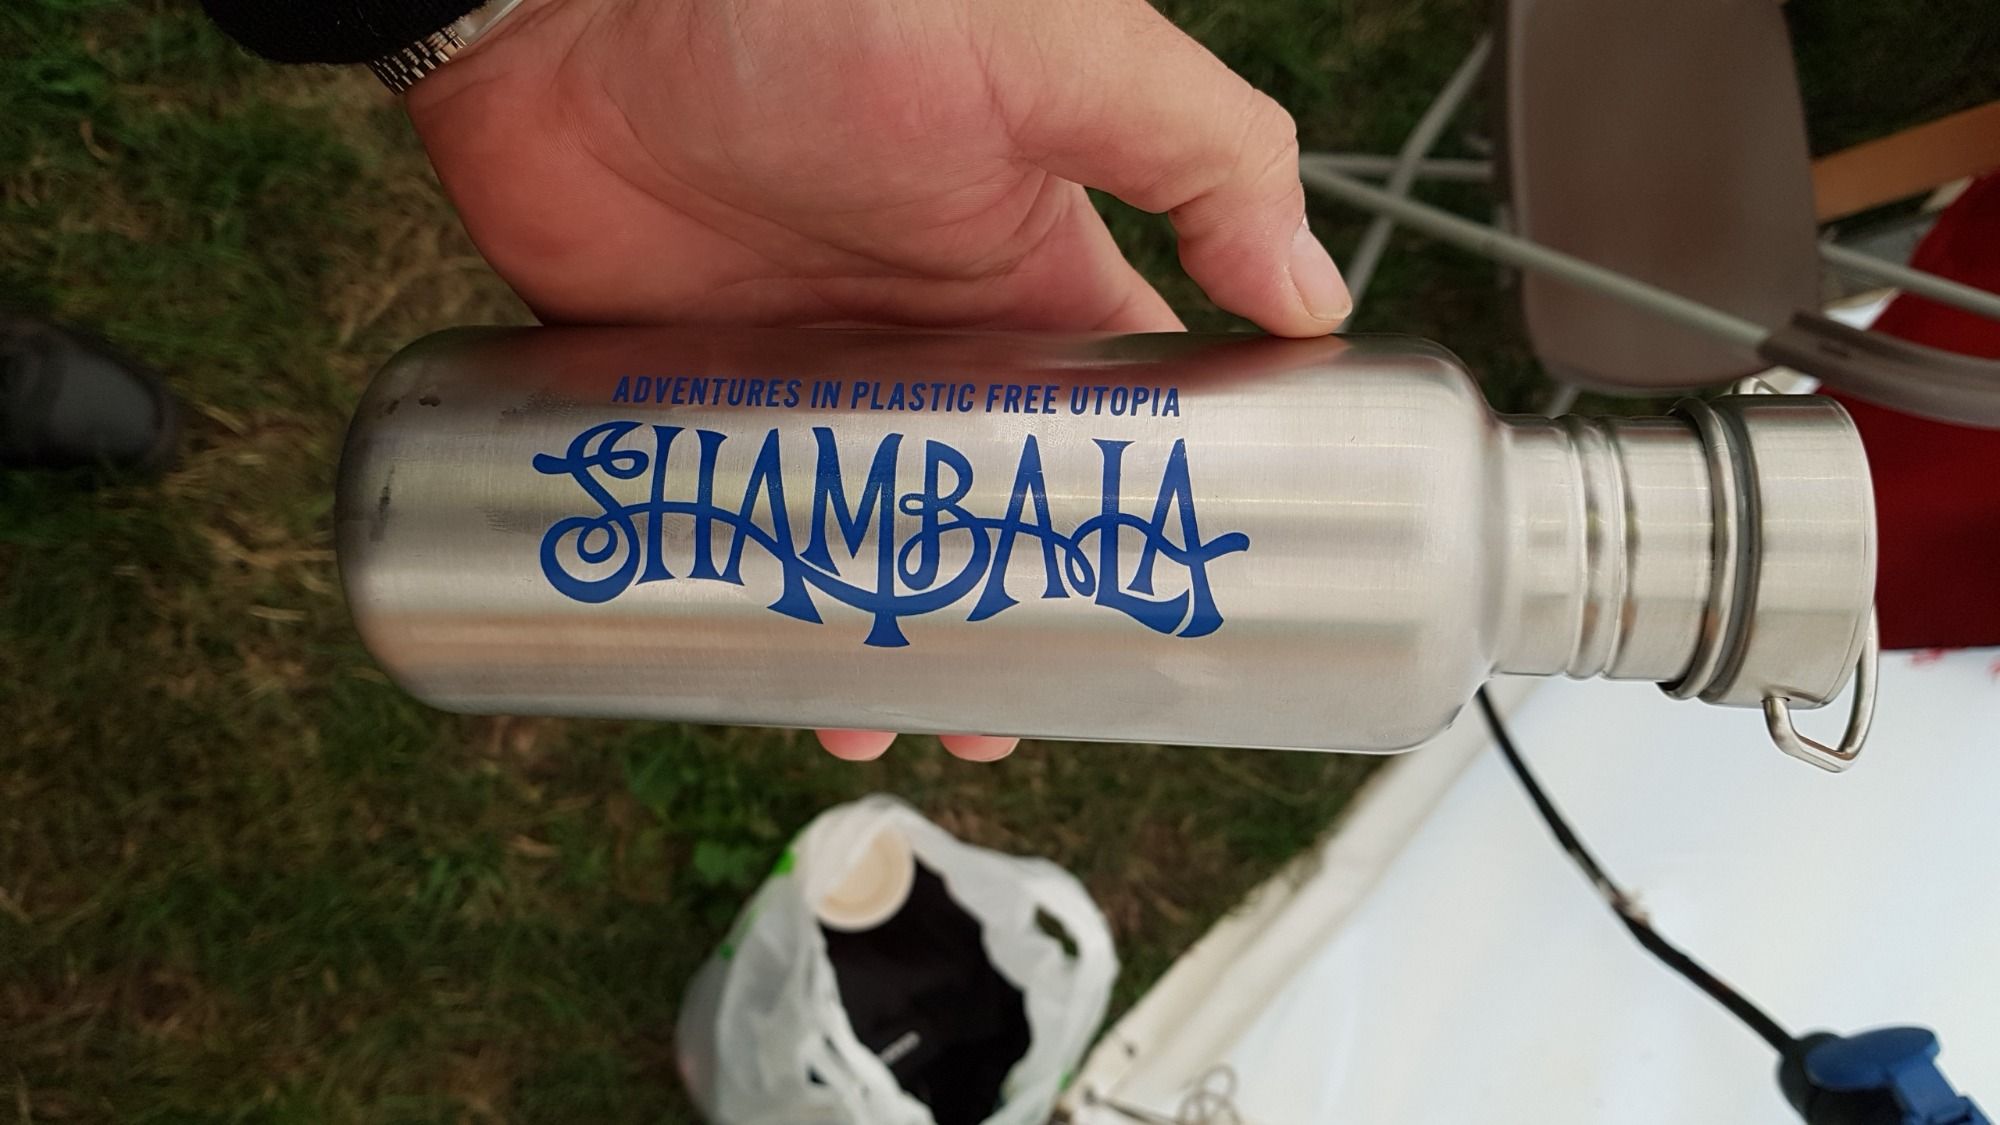 ADVENTURES IN PLASTIC FREE UTOPIA
SHAMBALA